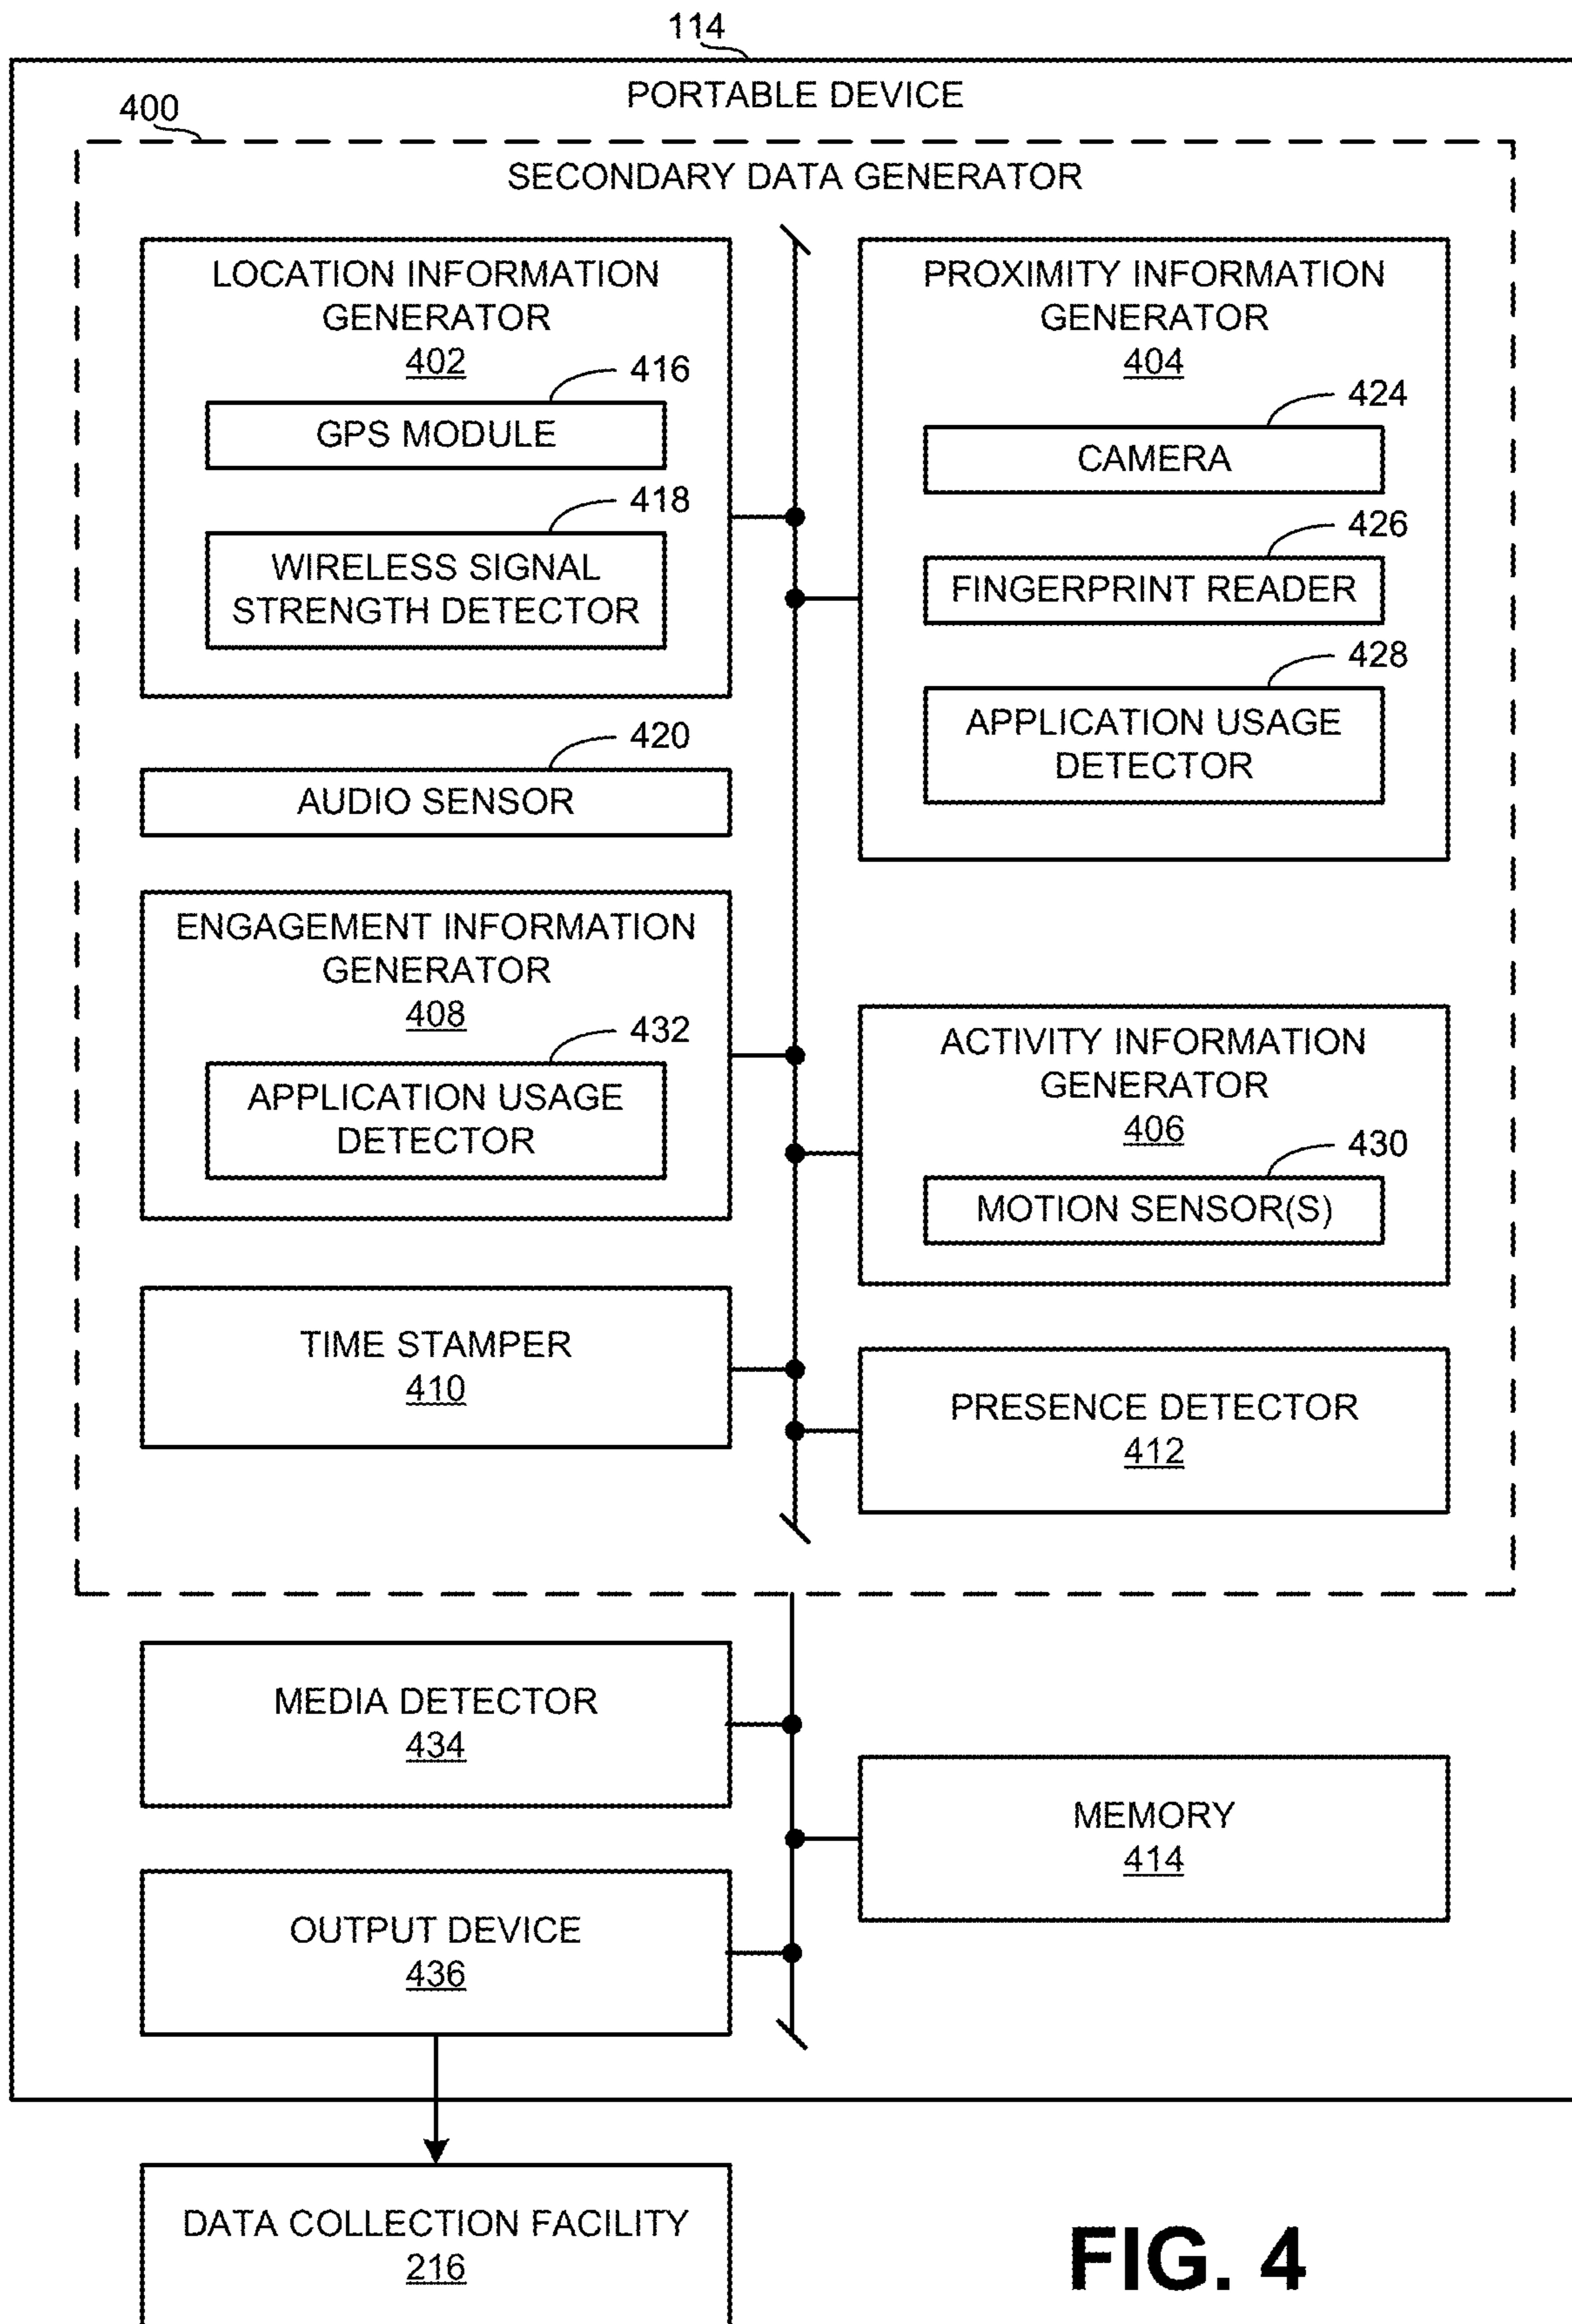 114
PORTABLE DEVICE
400
SECONDARY DATA GENERATOR
LOCATION INFORMATION
GENERATOR
402
416
GPS MODULE
418
WIRELESS SIGNAL
STRENGTH DETECTOR
PROXIMITY INFORMATION
GENERATOR
404
424
CAMERA
426
FINGERPRINT READER
428
APPLICATION USAGE
DETECTOR
420
AUDIO SENSOR
ENGAGEMENT INFORMATION
GENERATOR
408
432
APPLICATION USAGE
DETECTOR
ACTIVITY INFORMATION
GENERATOR
406
430
MOTION SENSOR(S)
TIME STAMPER
410
PRESENCE DETECTOR
412
MEDIA DETECTOR
434
MEMORY
414
OUTPUT DEVICE
436
DATA COLLECTION FACILITY
216
FIG. 4